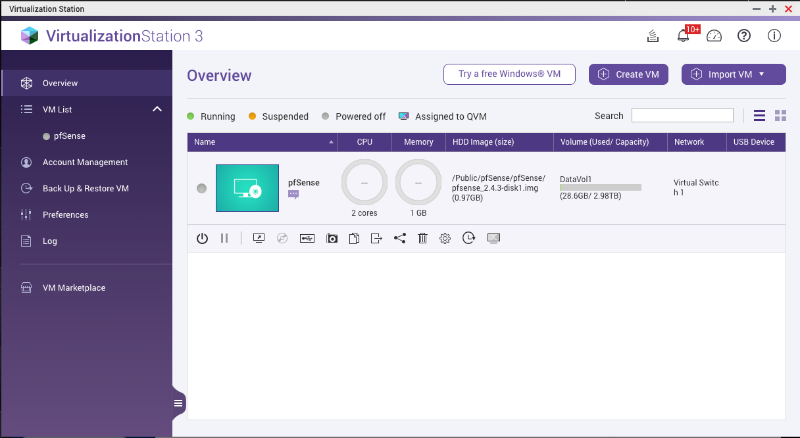 Virtualization Station
VirtualizationStation 3
10+
Overview
VM List
pfSense
Account Management
Back Up & Restore VM
Preferences
Log
VM Marketplace
Overview
Try a free Windows® VM
Create VM
Import VM
Running
Suspended
Powered off
Assigned to QVM
Search
Name
CPU
Memory
HDD Image (size)
Volume (Used/ Capacity)
Network
USB Device
pfSense
--
2 cores
--
1 GB
/Public/pfSense/pfSense/
pfsense_2.4.3-disk1.img
(0.97GB)
DataVol1
(28.6GB/ 2.98TB)
Virtual Switc
h 1